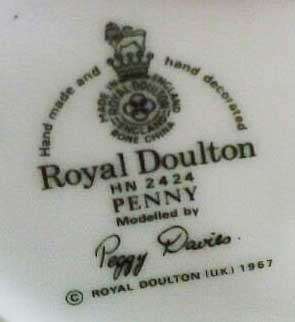 Hand made and hand decorated
MADE IN ENGLAND
ROYAL DOULTON
ENGLAND
BONE CHINA
Royal Doulton
HN 2424
PENNY
Modelled by
Peggy Davies.
© ROYAL DOULTON (U.K.) 1967